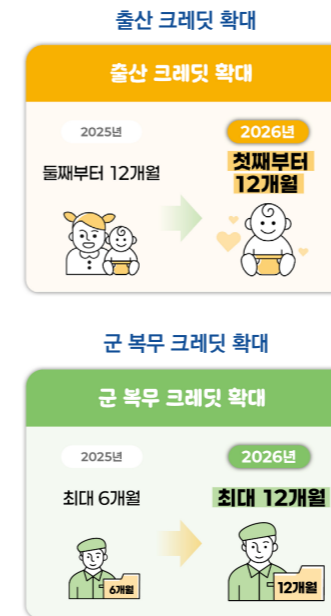 출산 크레딧 확대
출산 크레딧 확대
2025년
2026년
둘째부터 12개월
첫째부터
12개월
군 복무 크레딧 확대
군 복무 크레딧 확대
2025년
2026년
최대 6개월
최대 12개월
6개월
12개월